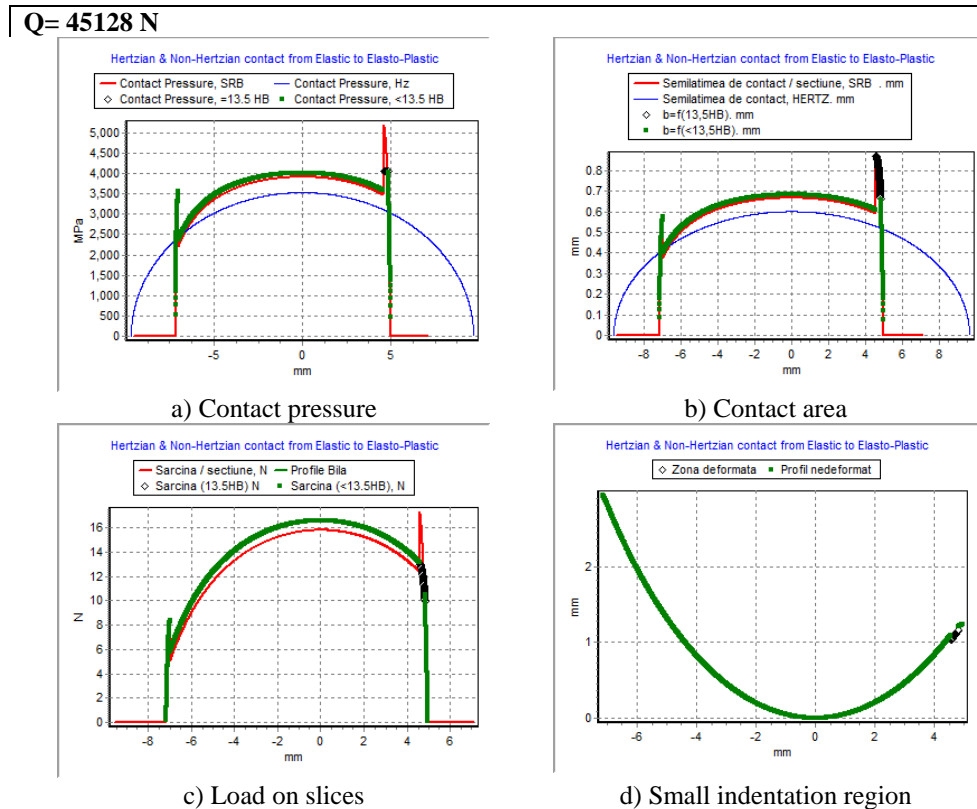 Q= 45128 N
Hertzian & Non-Hertzian contact from Elastic to Elasto-Plastic
Contact Pressure, SRB Contact Pressure, Hz
Contact Pressure, =13.5 HB Contact Pressure, <13.5 HB
5,000
4,500
4,000
3,500
3,000
2,500
2,000
1,500
1,000
500
0
MPa
-5 0 5
mm
a) Contact pressure
Hertzian & Non-Hertzian contact from Elastic to Elasto-Plastic
Semilatimea de contact / sectiune, SRB . mm
Semilatimea de contact, HERTZ. mm
b=f(13,5HB). mm
b=f(<13,5HB). mm
0.8
0.7
0.6
0.5
0.4
0.3
0.2
0.1
0
mm
-8 -6 -4 -2 0 2 4 6 8
mm
b) Contact area
Hertzian & Non-Hertzian contact from Elastic to Elasto-Plastic
Sarcina / sectiune, N Profile Bila
Sarcina (13.5HB) N Sarcina (<13.5HB), N
16
14
12
10
8
6
4
2
0
N
-8 -6 -4 -2 0 2 4 6
mm
c) Load on slices
Hertzian & Non-Hertzian contact from Elastic to Elasto-Plastic
Zona deformata Profil nedeformat
2
1
0
mm
-6 -4 -2 0 2 4
mm
d) Small indentation region